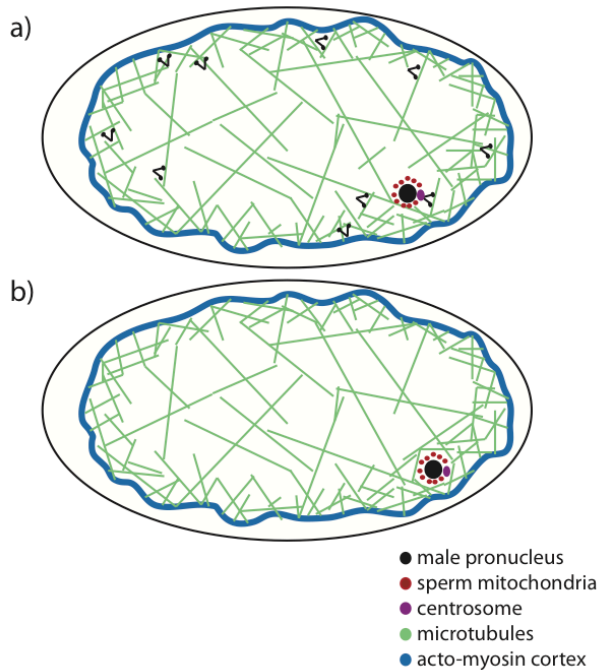 a)
b)
male pronucleus
sperm mitochondria
centrosome
microtubules
acto-myosin cortex